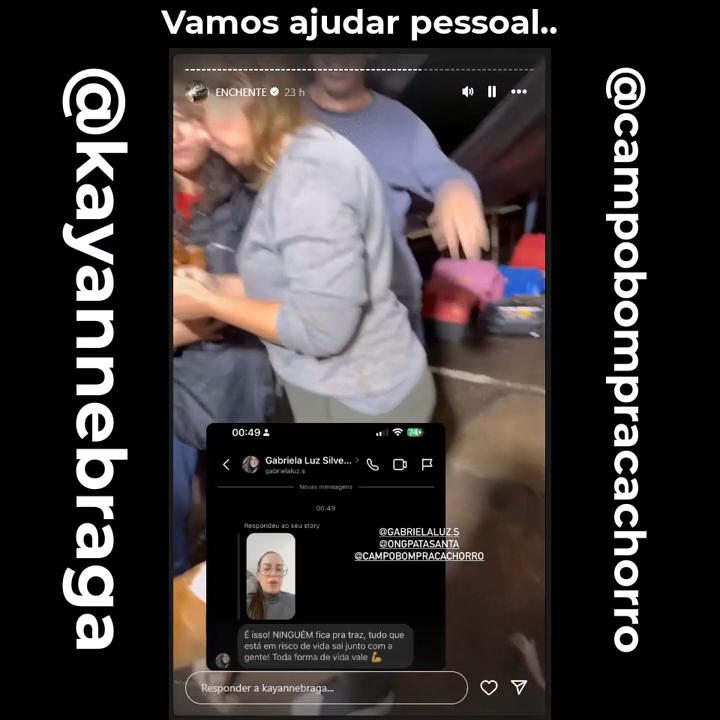 Vamos ajudar pessoal..
@kayannebraga
@campobompracachorro
ENCHENTE 23 h
00:49
74
Gabriela Luz Silve...
gabrielaluz.s
Novas mensagens
00:49
Respondeu ao seu story
@GABRIELALUZ.S
@ONGPATASANTA
@CAMPOBOMPRACACHORRO
É isso! NINGUÉM fica pra traz, tudo que
está em risco de vida sai junto com a
gente! Toda forma de vida vale 💪
Responder a kayannebraga...